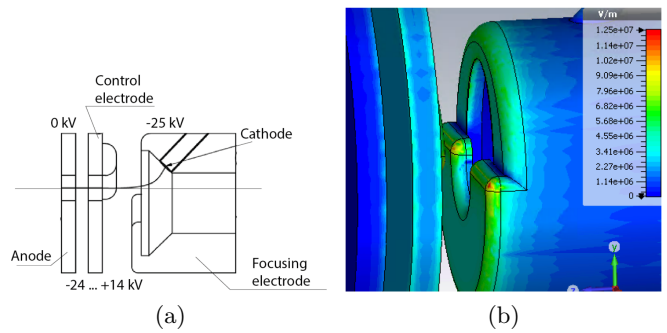 (a)
Control
electrode
0 kV
-25 kV
Cathode
Anode
-24 ... +14 kV
Focusing
electrode
(b)
V/m
1.25e+07
1.14e+07
1.02e+07
9.09e+06
7.96e+06
6.82e+06
5.68e+06
4.55e+06
3.41e+06
2.27e+06
1.14e+06
0
y
z
(a)
(b)